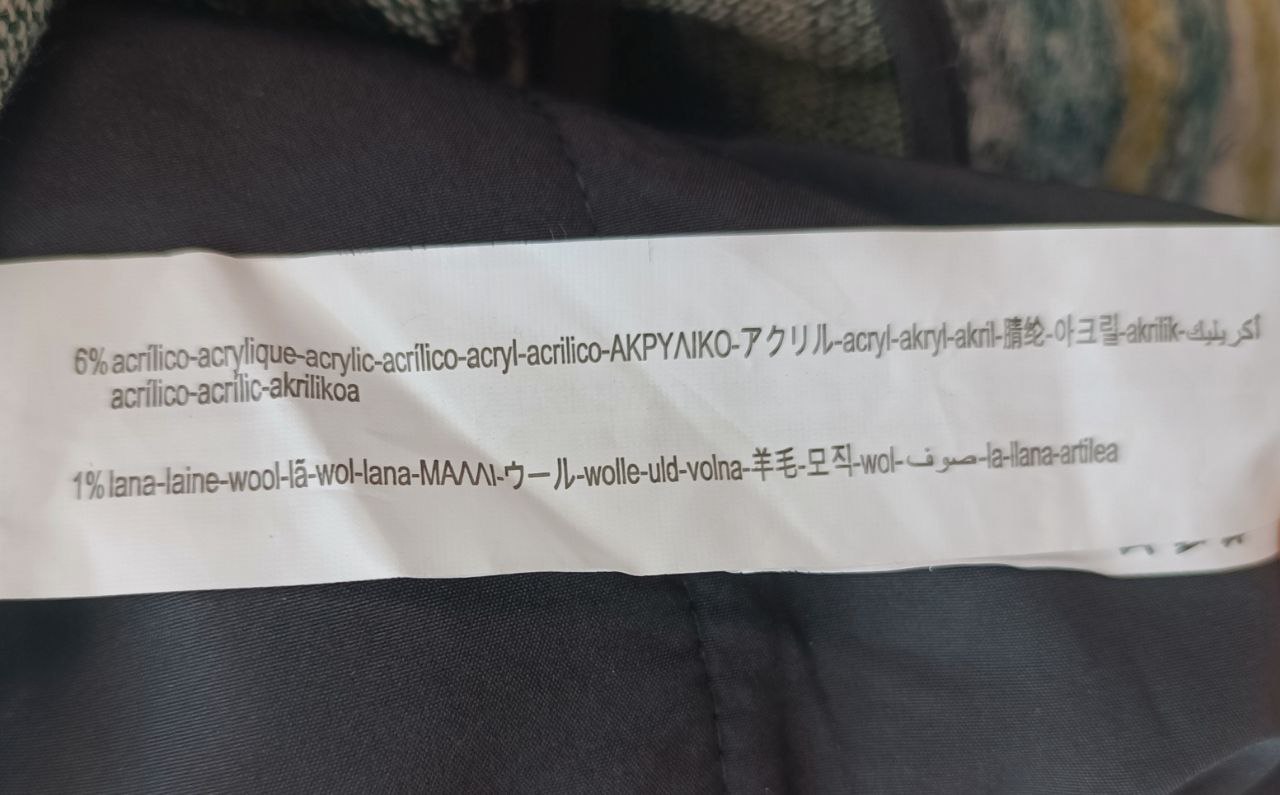 6% acrílico-acrylique-acrylic-acrílico-acryl-acrilico-ΑΚΡΥΛΙΚΟ-アクリル-acryl-akryl-akril-腈纶-아크릴-akrilik-أكريليك
acrílico-acrílic-akrilikoa
1% lana-laine-wool-lã-wol-lana-ΜΑΛΛΙ-ウール-wolle-uld-volna-羊毛-모직-wol-صوف-la-llana-artilea